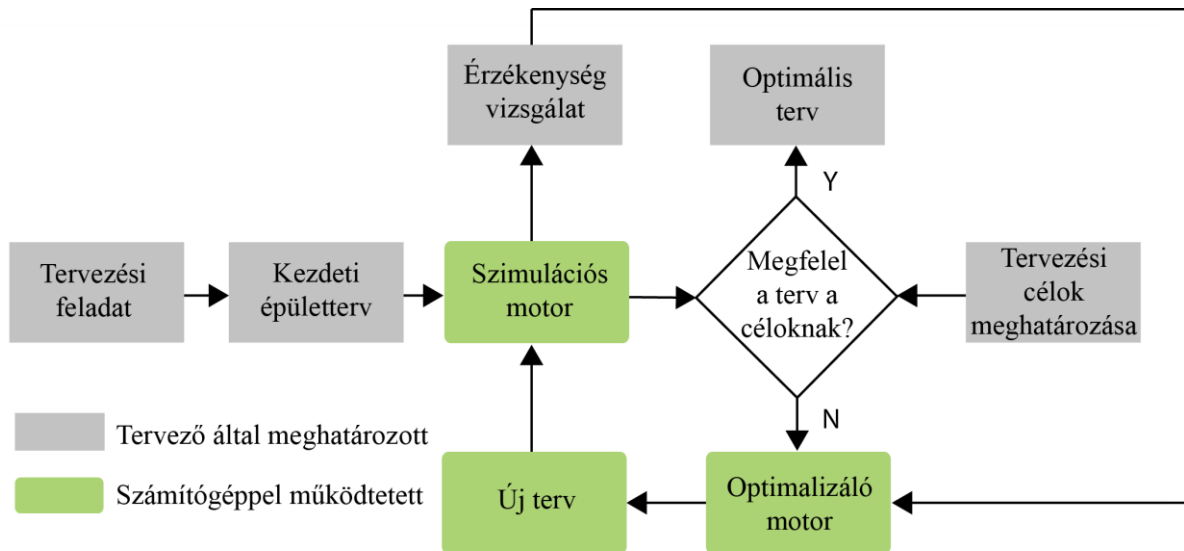 Érzékenység
vizsgálat
Optimális
terv
Y
Tervezési
feladat
Kezdeti
épületterv
Szimulációs
motor
Megfelel
a terv a
céloknak?
Tervezési
célok
meghatározása
N
Tervező által meghatározott
Számítógéppel működtetett
Új terv
Optimalizáló
motor